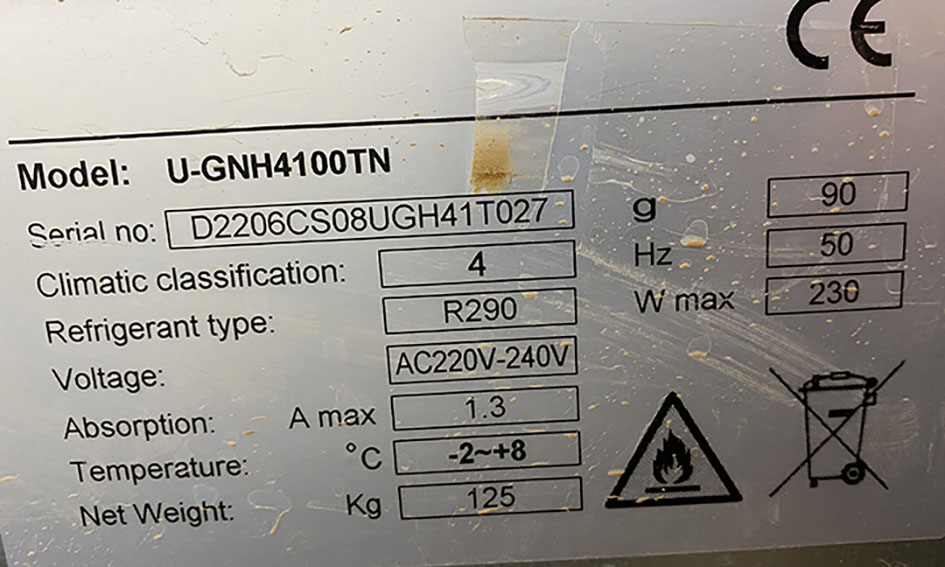 CE
Model: U-GNH4100TN
Serial no: D2206CS08UGH41T027 g 90
Climatic classification: 4 Hz 50
Refrigerant type: R290 W max 230
Voltage: AC220V-240V
Absorption: A max 1.3
Temperature: °C -2~+8
Net Weight: Kg 125